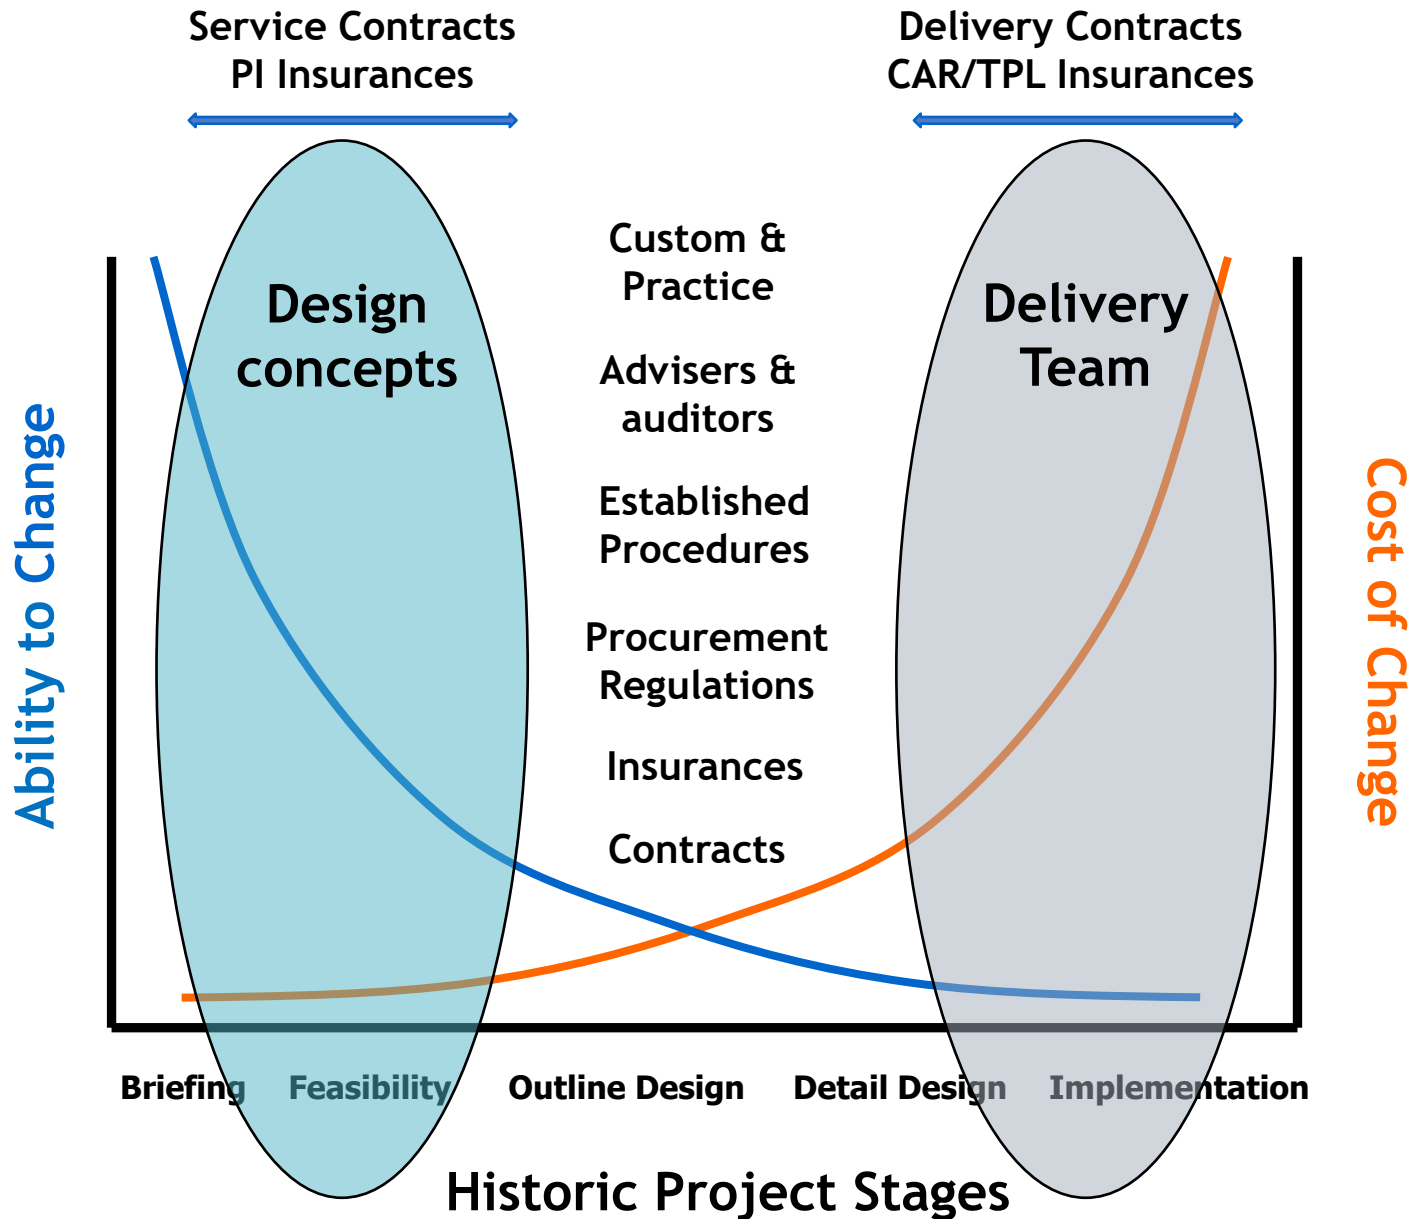 Service Contracts
PI Insurances
Delivery Contracts
CAR/TPL Insurances
Custom &
Practice
Design
concepts
Delivery
Team
Advisers &
auditors
Established
Procedures
Procurement
Regulations
Insurances
Contracts
Ability to Change
Cost of Change
Briefing
Feasibility
Outline Design
Detail Design
Implementation
Historic Project Stages